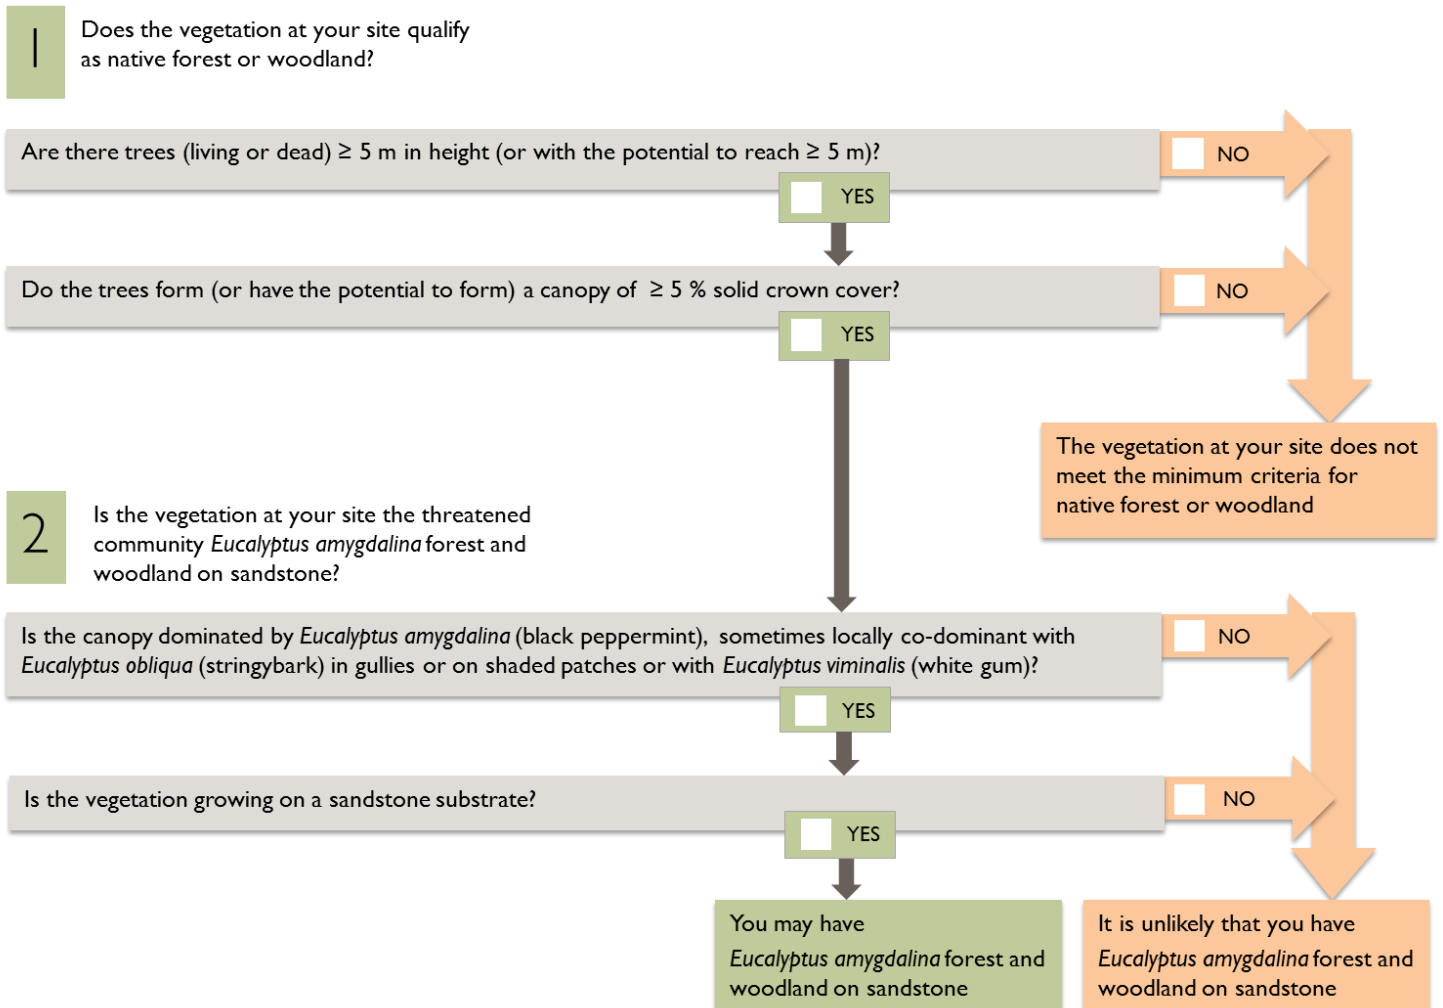 1
Does the vegetation at your site qualify
as native forest or woodland?
Are there trees (living or dead) ≥ 5 m in height (or with the potential to reach ≥ 5 m)?
NO
YES
Do the trees form (or have the potential to form) a canopy of ≥ 5 % solid crown cover?
NO
YES
The vegetation at your site does not
meet the minimum criteria for
native forest or woodland
2
Is the vegetation at your site the threatened
community Eucalyptus amygdalina forest and
woodland on sandstone?
Is the canopy dominated by Eucalyptus amygdalina (black peppermint), sometimes locally co-dominant with
Eucalyptus obliqua (stringybark) in gullies or on shaded patches or with Eucalyptus viminalis (white gum)?
NO
YES
Is the vegetation growing on a sandstone substrate?
NO
YES
You may have
Eucalyptus amygdalina forest and
woodland on sandstone
It is unlikely that you have
Eucalyptus amygdalina forest and
woodland on sandstone